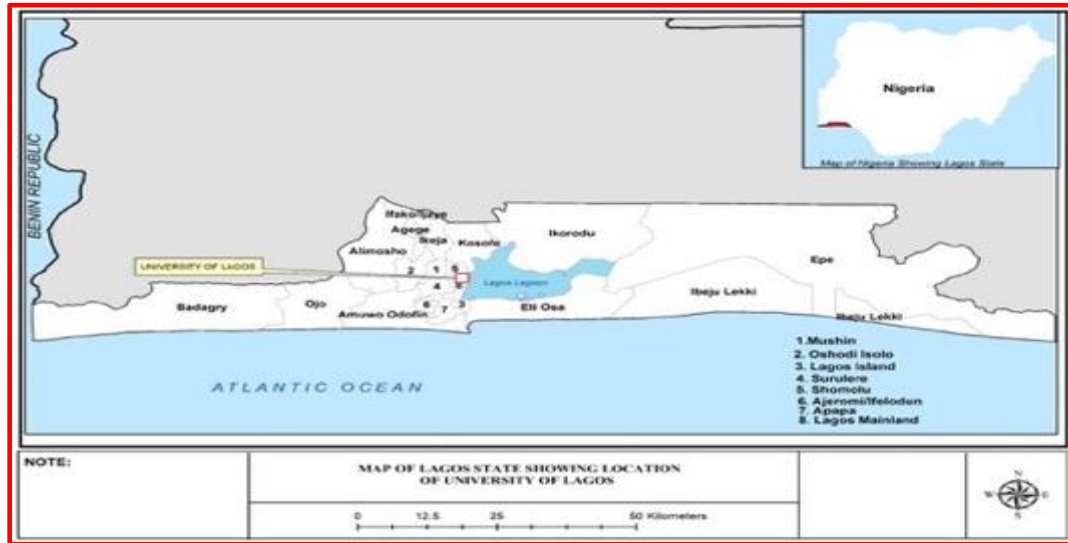 Nigeria
Map of Nigeria Showing Lagos State
BENIN REPUBLIC
Ifako/Ijaye
Agege
Ikeja
Kosofe
Ikorodu
Alimosho
UNIVERSITY OF LAGOS
2 1 5
4 8
Lagos Lagoon
Epe
Badagry
Ojo
Amuwo Odofin
6 7 3
Eti Osa
Ibeju Lekki
Ibeju Lekki
ATLANTIC OCEAN
1.Mushin
2. Oshodi Isolo
3. Lagos Island
4. Surulere
5. Shomolu
6. Ajeromi/Ifelodun
7. Apapa
8. Lagos Mainland
NOTE:
MAP OF LAGOS STATE SHOWING LOCATION
OF UNIVERSITY OF LAGOS
0 12.5 25 50 Kilometers
N
W E
S